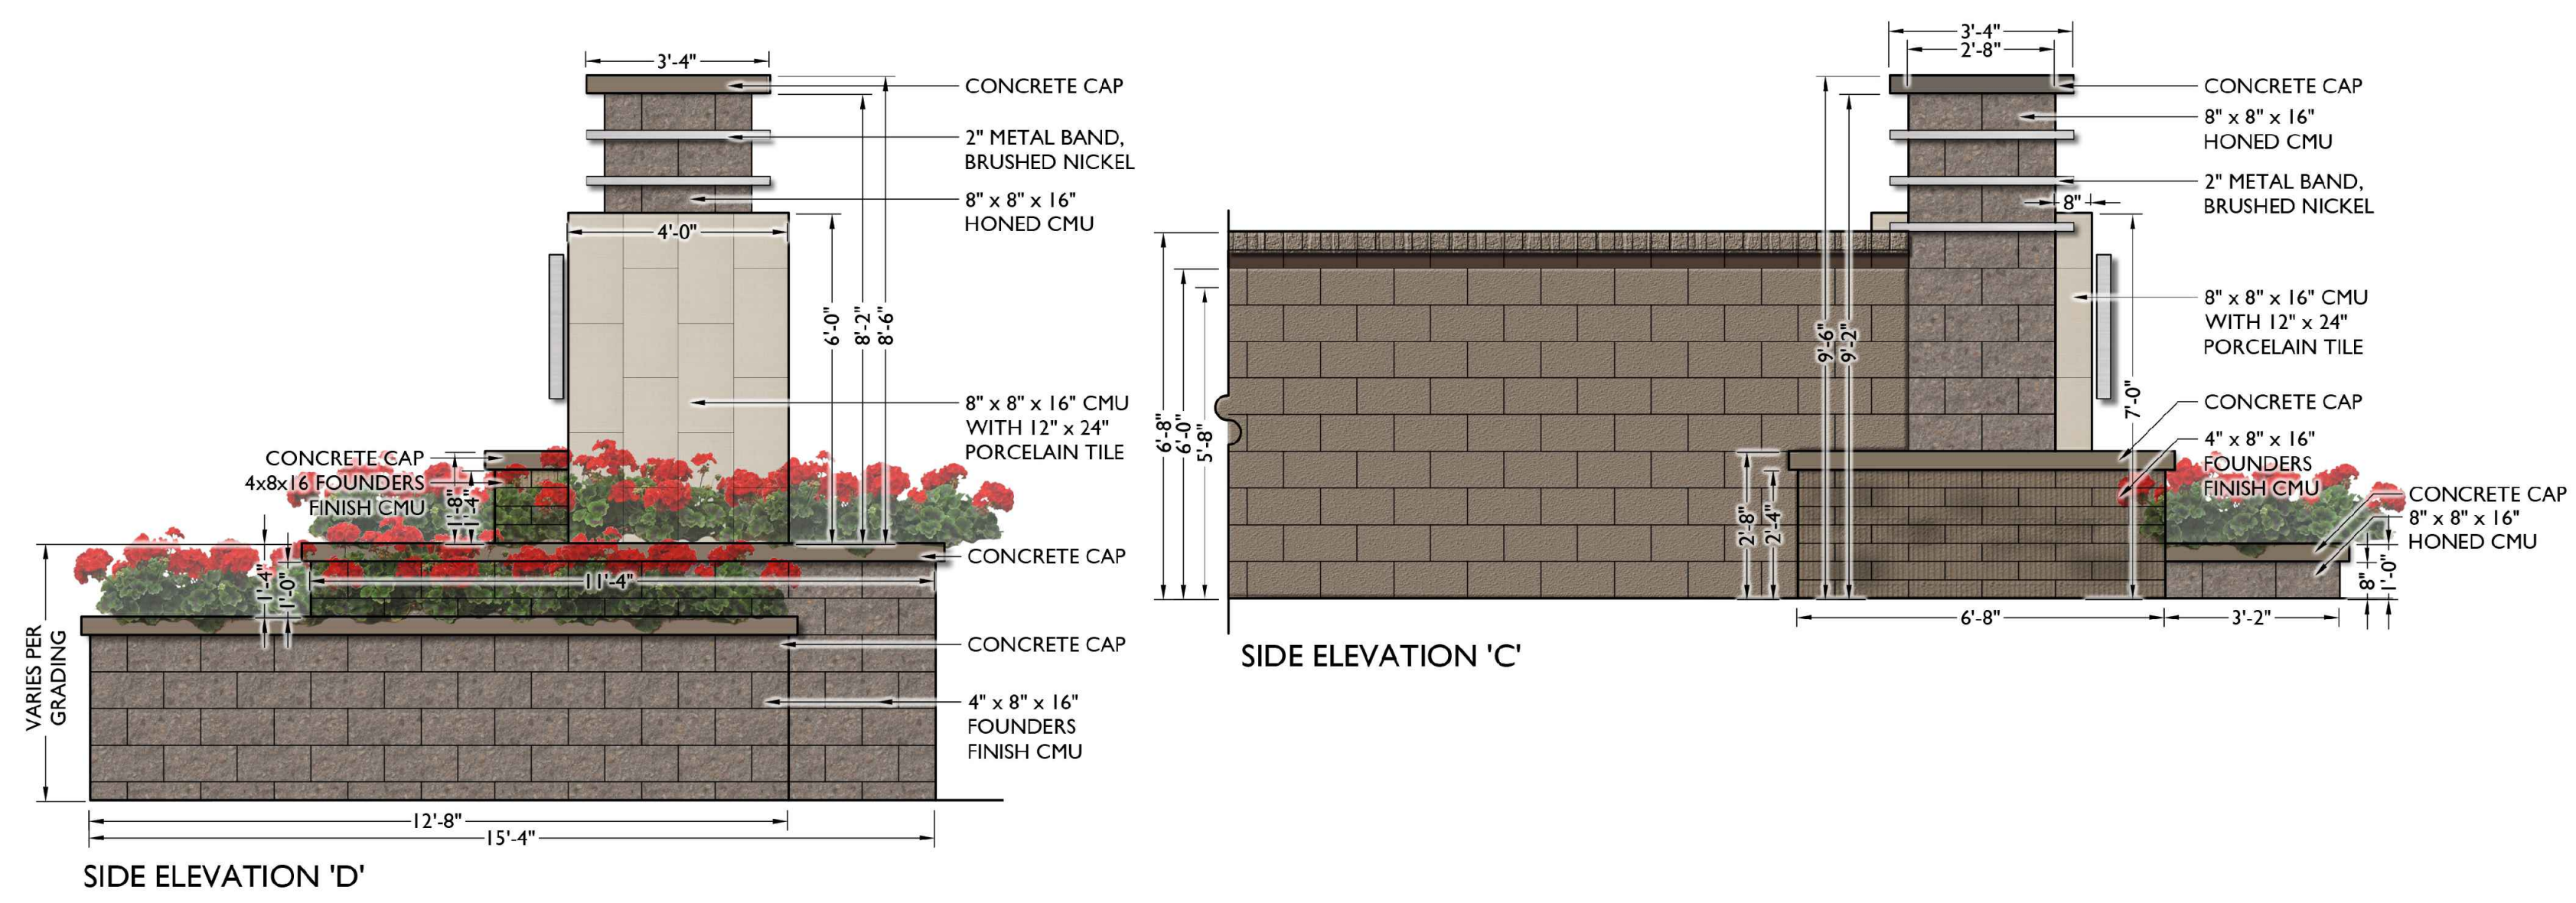 3'-4"
CONCRETE CAP
2" METAL BAND,
BRUSHED NICKEL
8" x 8" x 16"
HONED CMU
4'-0"
6'-0"
8'-2"
8'-6"
8" x 8" x 16" CMU
WITH 12" x 24"
PORCELAIN TILE
CONCRETE CAP
4x8x16 FOUNDERS
FINISH CMU
1'-8"
1'-4"
CONCRETE CAP
1'-4"
1'-0"
11'-4"
CONCRETE CAP
VARIES PER
GRADING
4" x 8" x 16"
FOUNDERS
FINISH CMU
12'-8"
15'-4"
SIDE ELEVATION 'D'
3'-4"
2'-8"
CONCRETE CAP
8" x 8" x 16"
HONED CMU
2" METAL BAND,
BRUSHED NICKEL
8"
9'-6"
9'-2"
8" x 8" x 16" CMU
WITH 12" x 24"
PORCELAIN TILE
7'-0"
CONCRETE CAP
4" x 8" x 16"
FOUNDERS
FINISH CMU
6'-8"
6'-0"
5'-8"
2'-8"
2'-4"
CONCRETE CAP
8" x 8" x 16"
HONED CMU
8"
1'-0"
6'-8"
3'-2"
SIDE ELEVATION 'C'